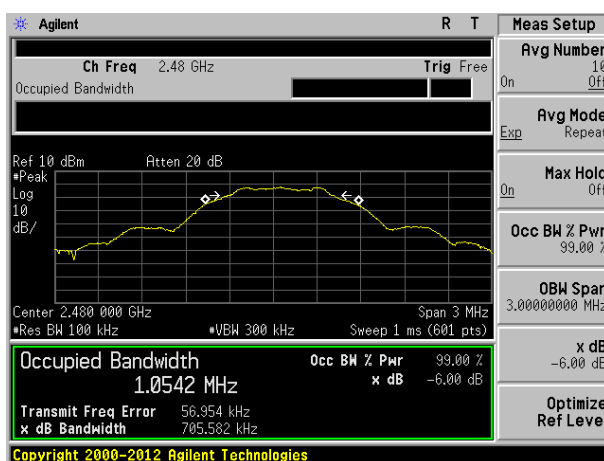 Agilent R T
Ch Freq 2.48 GHz Trig Free
Occupied Bandwidth
Ref 10 dBm Atten 20 dB
#Peak
Log
10
dB/
Center 2.480 000 GHz Span 3 MHz
#Res BW 100 kHz #VBW 300 kHz Sweep 1 ms (601 pts)
Occupied Bandwidth Occ BW % Pwr 99.00 %
1.0542 MHz x dB -6.00 dB
Transmit Freq Error 56.954 kHz
x dB Bandwidth 705.582 kHz
Copyright 2000-2012 Agilent Technologies
Meas Setup
Avg Number
10
On Off
Avg Mode
Exp Repeat
Max Hold
On Off
Occ BW % Pwr
99.00 %
OBW Span
3.00000000 MHz
x dB
-6.00 dB
Optimize
Ref Level